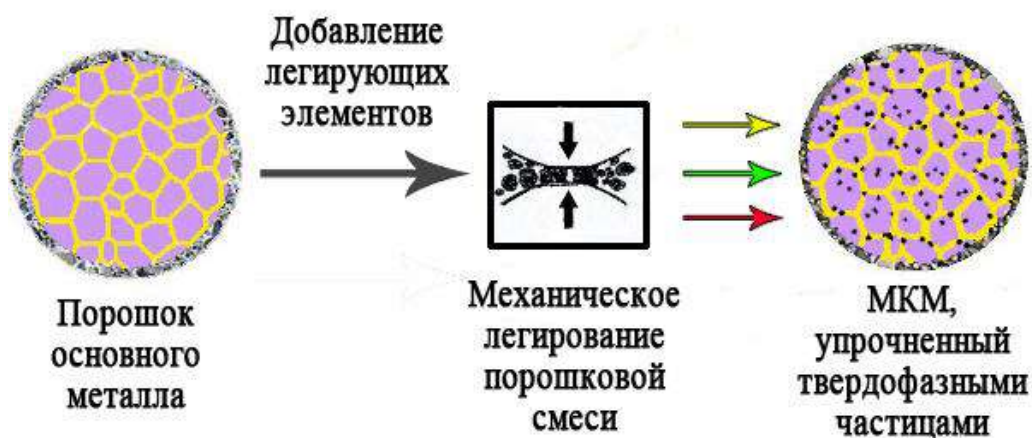 Добавление
легирующих
элементов
Порошок
основного
металла
Механическое
легирование
порошковой
смеси
МКМ,
упрочненный
твердофазными
частицами